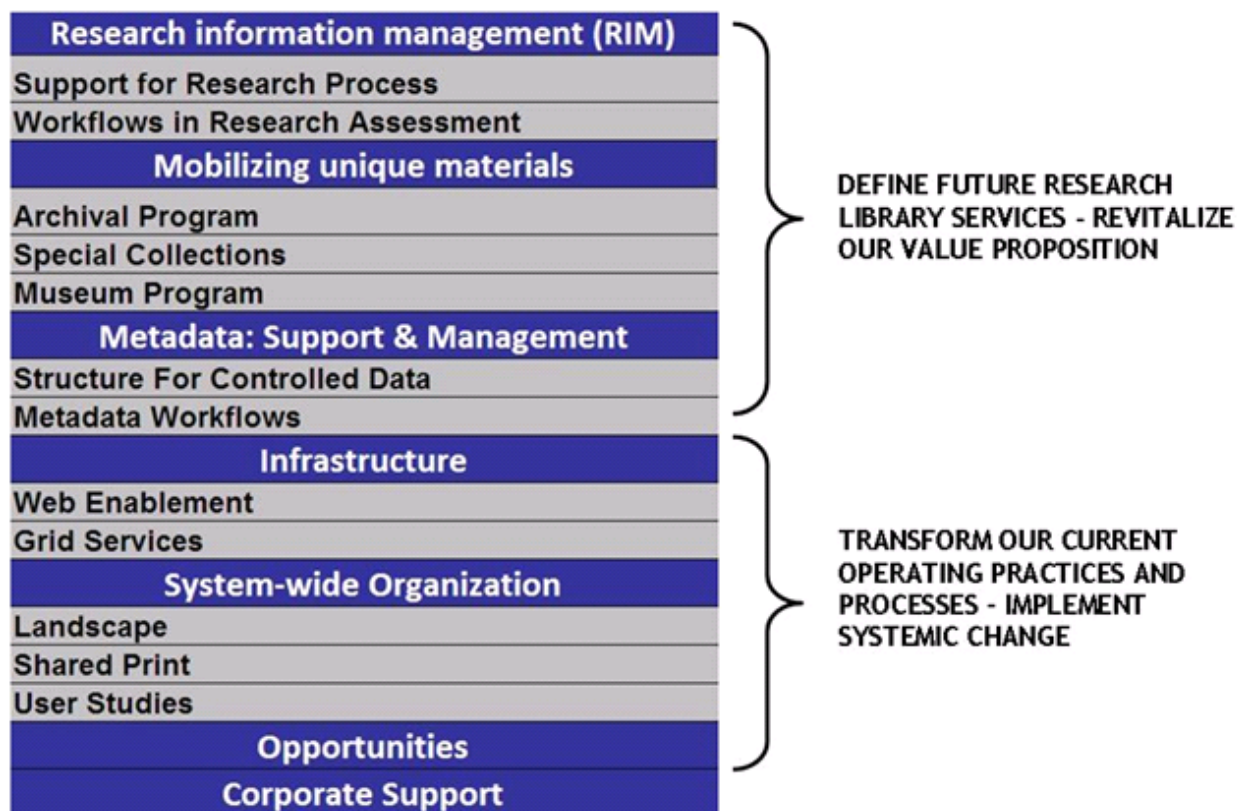 Research information management (RIM)
Support for Research Process
Workflows in Research Assessment
Mobilizing unique materials
Archival Program
Special Collections
Museum Program
Metadata: Support & Management
Structure For Controlled Data
Metadata Workflows
Infrastructure
Web Enablement
Grid Services
System-wide Organization
Landscape
Shared Print
User Studies
Opportunities
Corporate Support
DEFINE FUTURE RESEARCH
LIBRARY SERVICES - REVITALIZE
OUR VALUE PROPOSITION
TRANSFORM OUR CURRENT
OPERATING PRACTICES AND
PROCESSES - IMPLEMENT
SYSTEMIC CHANGE